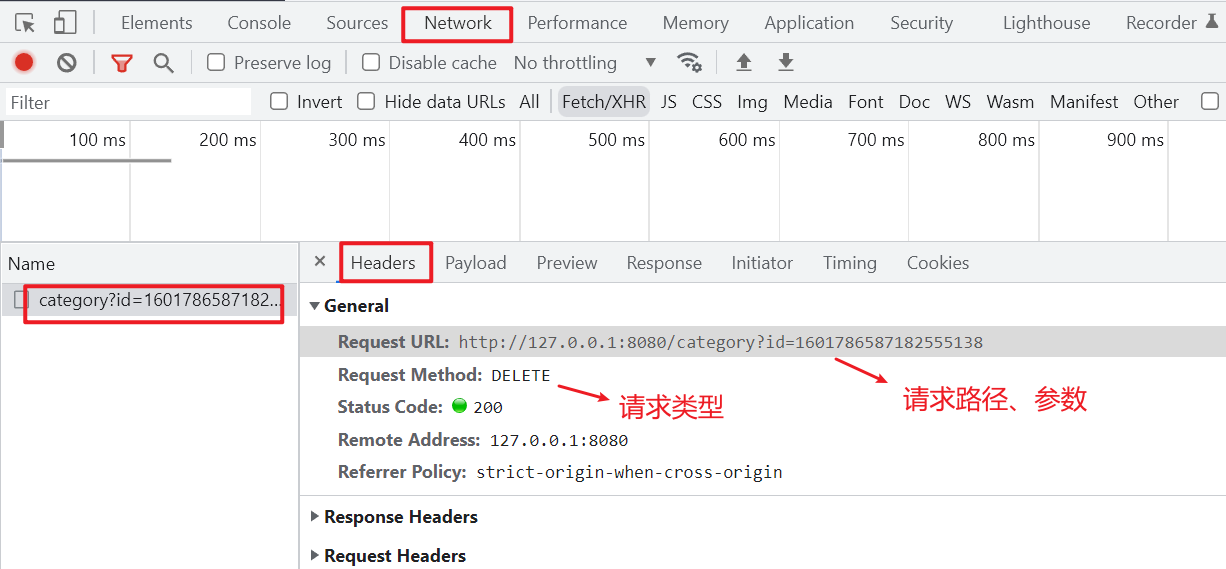 Elements Console Sources Network Performance Memory Application Security Lighthouse Recorder
Preserve log Disable cache No throttling
Filter Invert Hide data URLs All Fetch/XHR JS CSS Img Media Font Doc WS Wasm Manifest Other
100 ms 200 ms 300 ms 400 ms 500 ms 600 ms 700 ms 800 ms 900 ms
Name
category?id=1601786587182...
× Headers Payload Preview Response Initiator Timing Cookies
General
Request URL: http://127.0.0.1:8080/category?id=1601786587182555138
请求路径、参数
Request Method: DELETE
请求类型
Status Code: 200
Remote Address: 127.0.0.1:8080
Referrer Policy: strict-origin-when-cross-origin
Response Headers
Request Headers